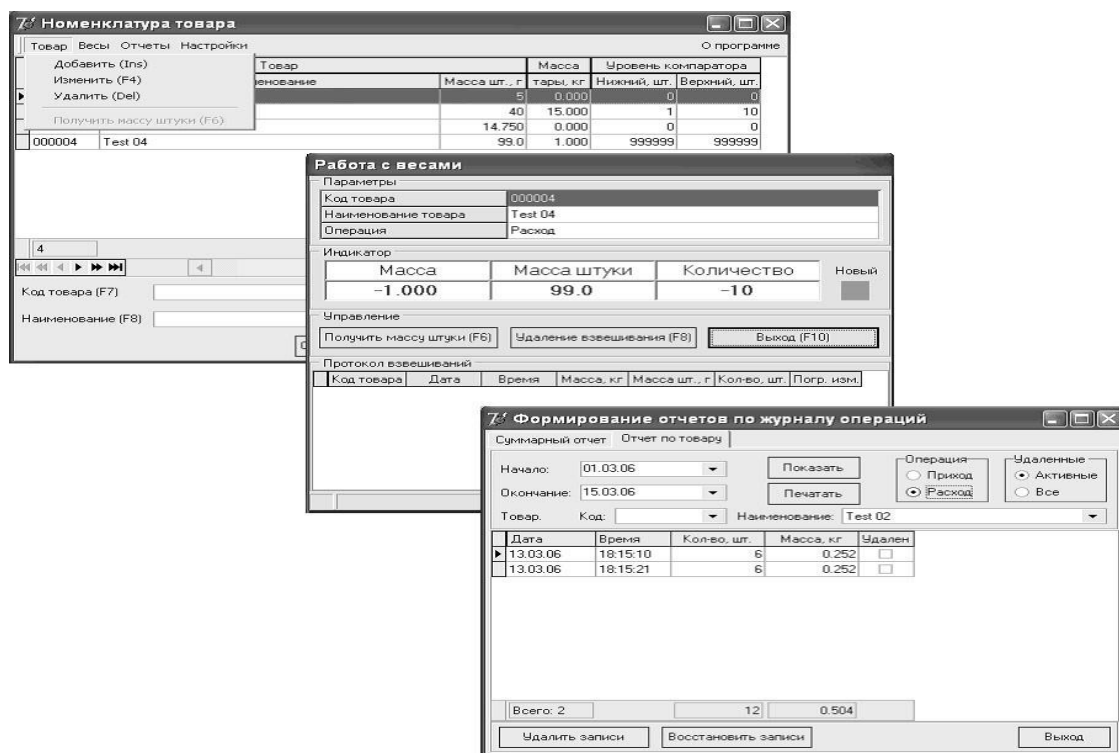 Номенклатура товара
Товар Весы Отчеты Настройки О программе
Добавить (Ins)
Изменить (F4)
Удалить (Del)
Получить массу штуки (F6)
Товар Масса Уровень компаратора
енование Масса шт., г тары, кг Нижний, шт. Верхний, шт.
5 0.000 0 0
40 15.000 1 10
14.750 0.000 0 0
000004 Test 04 99.0 1.000 999999 999999
4
Код товара (F7)
Наименование (F8)
Работа с весами
Параметры
Код товара 000004
Наименование товара Test 04
Операция Расход
Индикатор
Масса Масса штуки Количество Новый
-1.000 99.0 -10
Управление
Получить массу штуки (F6) Удаление взвешивания (F8) Выход (F10)
Протокол взвешиваний
Код товара Дата Время Масса, кг Масса шт., г Кол-во, шт. Погр. изм.
Формирование отчетов по журналу операций
Суммарный отчет Отчет по товару
Начало: 01.03.06 Показать Операция Удаленные
Приход Активные
Окончание: 15.03.06 Печатать Расход Все
Товар. Код: Наименование: Test 02
Дата Время Кол-во, шт. Масса, кг Удален
13.03.06 18:15:10 6 0.252
13.03.06 18:15:21 6 0.252
Всего: 2 12 0.504
Удалить записи Восстановить записи Выход